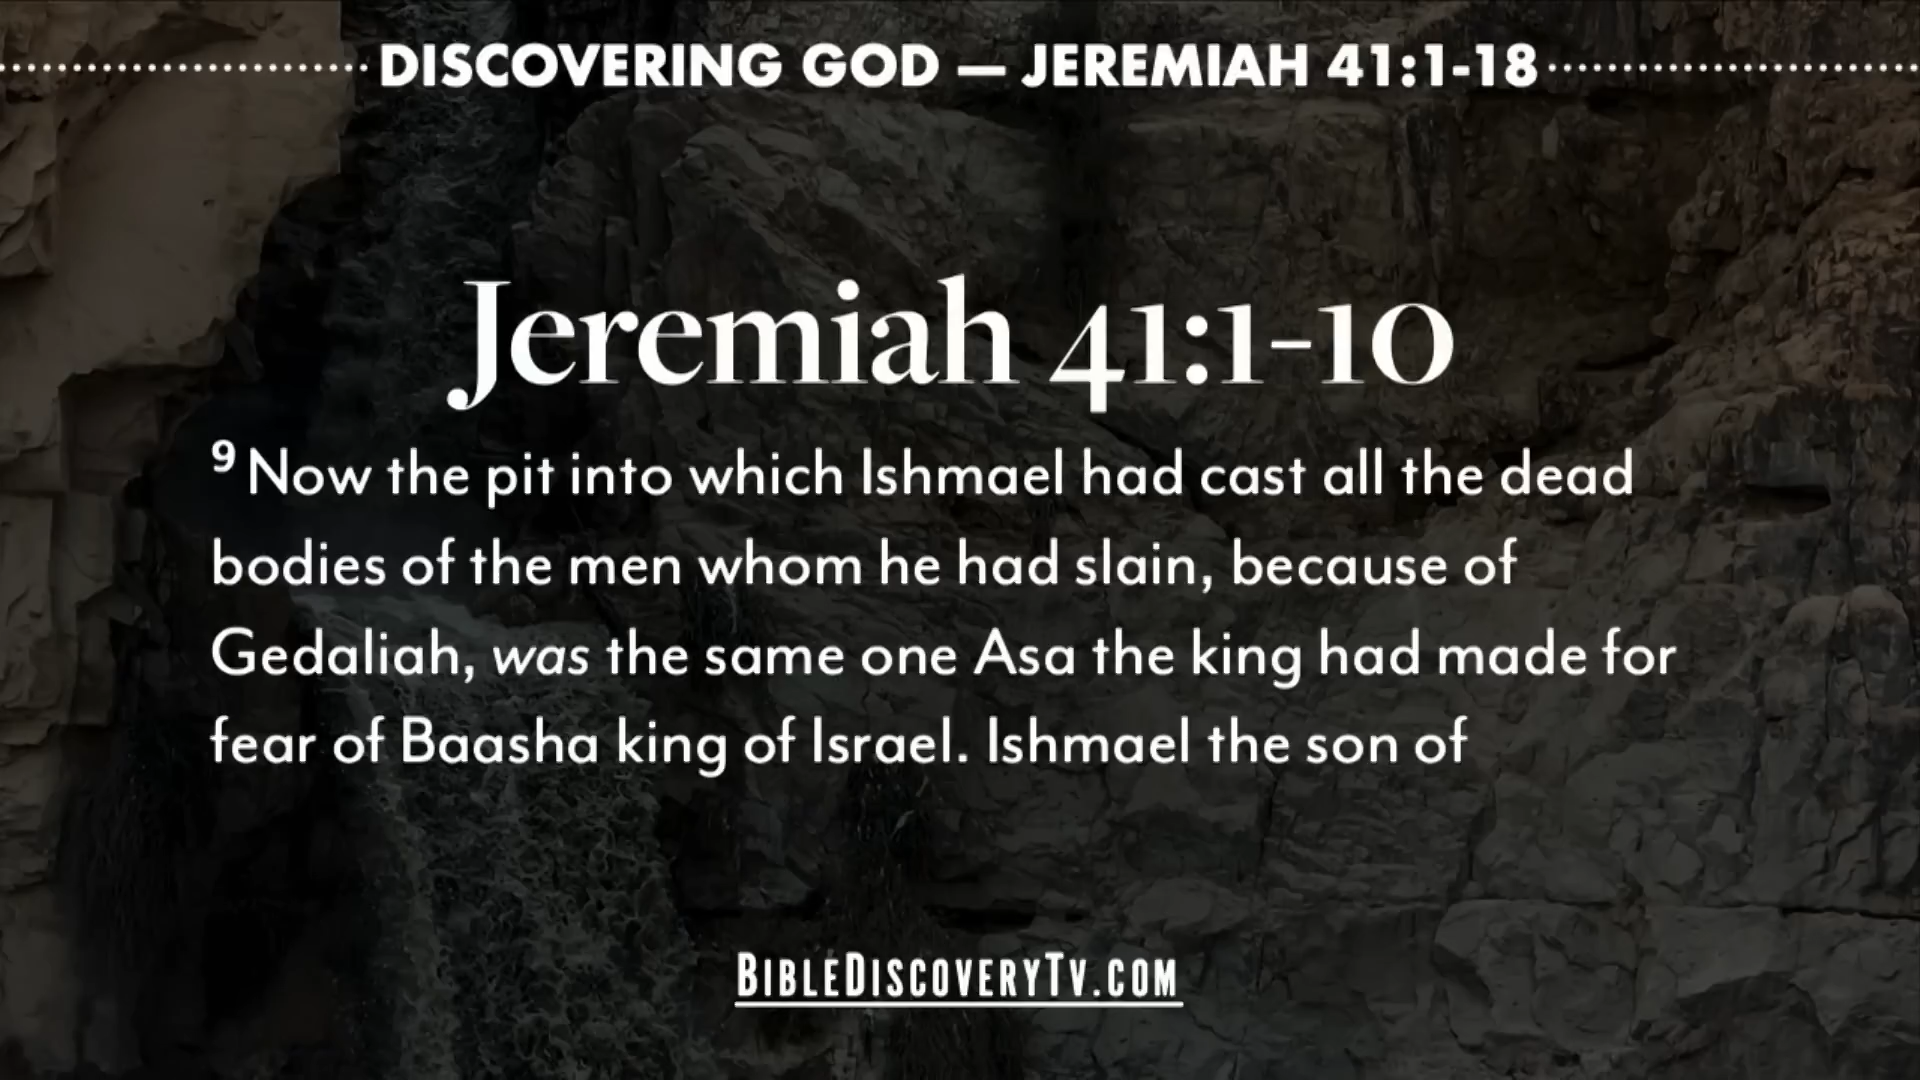 DISCOVERING GOD — JEREMIAH 41:1-18
Jeremiah 41:1-10
9 Now the pit into which Ishmael had cast all the dead
bodies of the men whom he had slain, because of
Gedaliah, was the same one Asa the king had made for
fear of Baasha king of Israel. Ishmael the son of
BIBLEDISCOVERYTV.COM